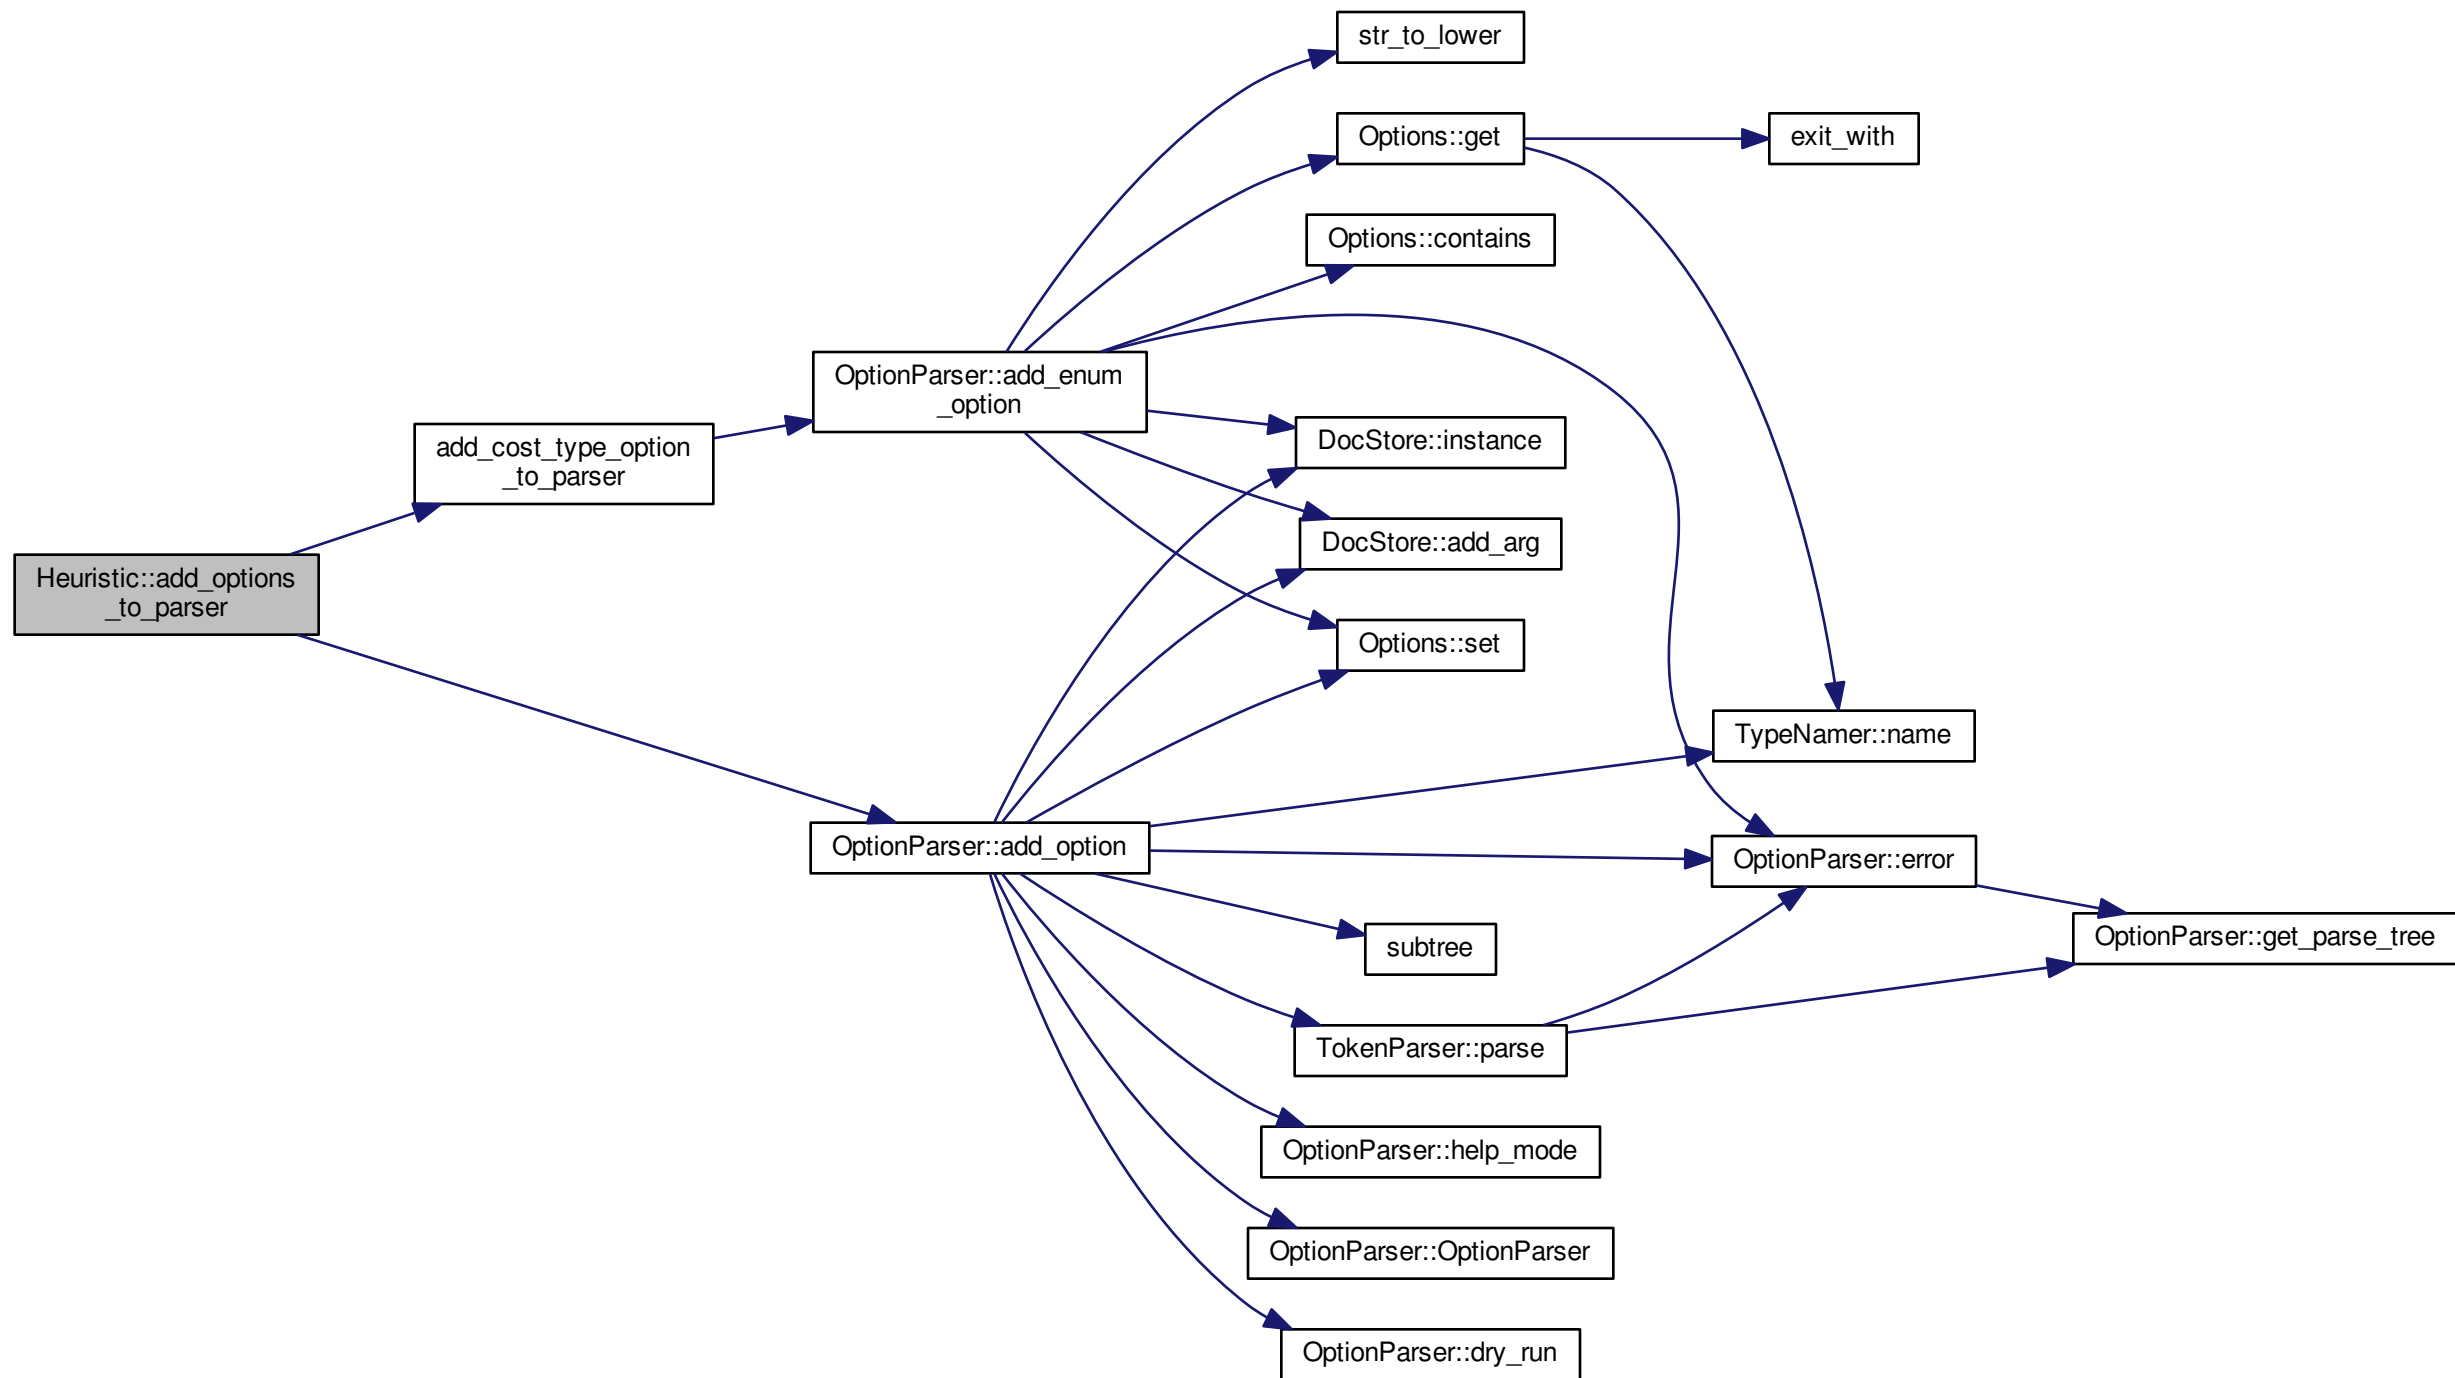 str_to_lower
Options::get
exit_with
Options::contains
OptionParser::add_enum
_option
DocStore::instance
add_cost_type_option
_to_parser
DocStore::add_arg
Heuristic::add_options
_to_parser
Options::set
TypeNamer::name
OptionParser::add_option
OptionParser::error
subtree
OptionParser::get_parse_tree
TokenParser::parse
OptionParser::help_mode
OptionParser::OptionParser
OptionParser::dry_run